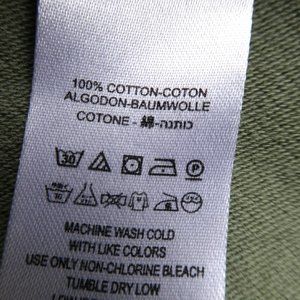 100% COTTON-COTON
ALGODON-BAUMWOLLE
COTONE - 綿 - כותנה
30
MACHINE WASH COLD
WITH LIKE COLORS
USE ONLY NON-CHLORINE BLEACH
TUMBLE DRY LOW